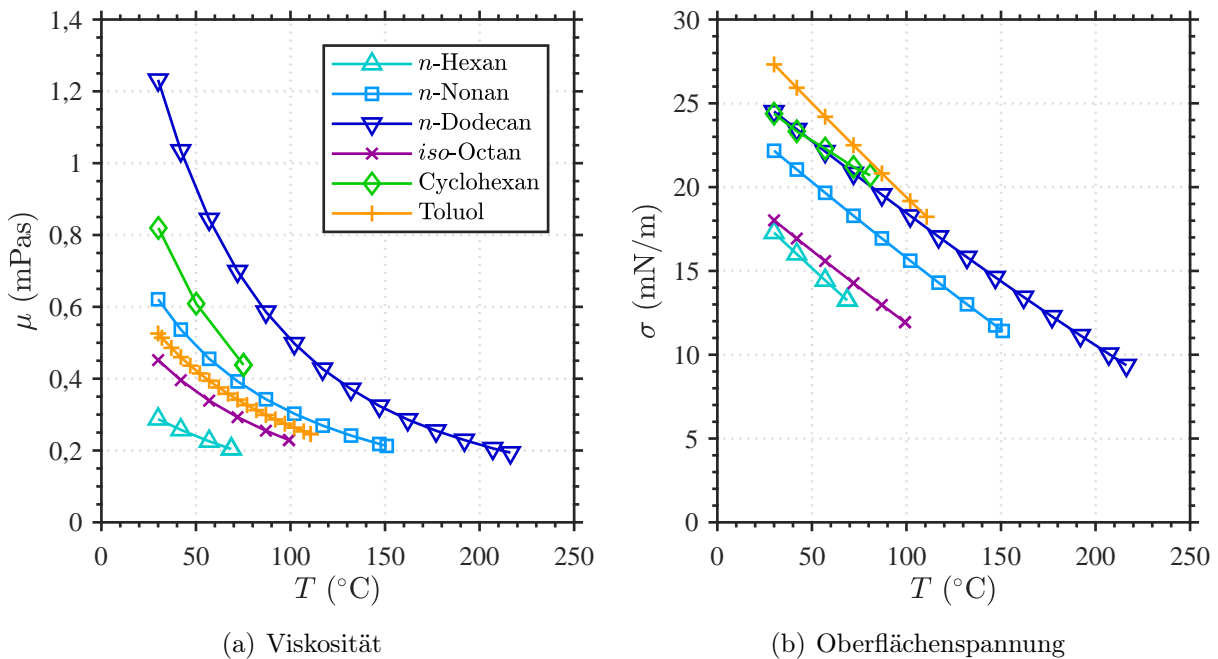 1,4
1,2
1
0,8
0,6
0,4
0,2
0
0 50 100 150 200 250
μ (mPas)
T (°C)
n-Hexan
n-Nonan
n-Dodecan
iso-Octan
Cyclohexan
Toluol
(a) Viskosität
30
25
20
15
10
5
0
0 50 100 150 200 250
σ (mN/m)
T (°C)
(b) Oberflächenspannung